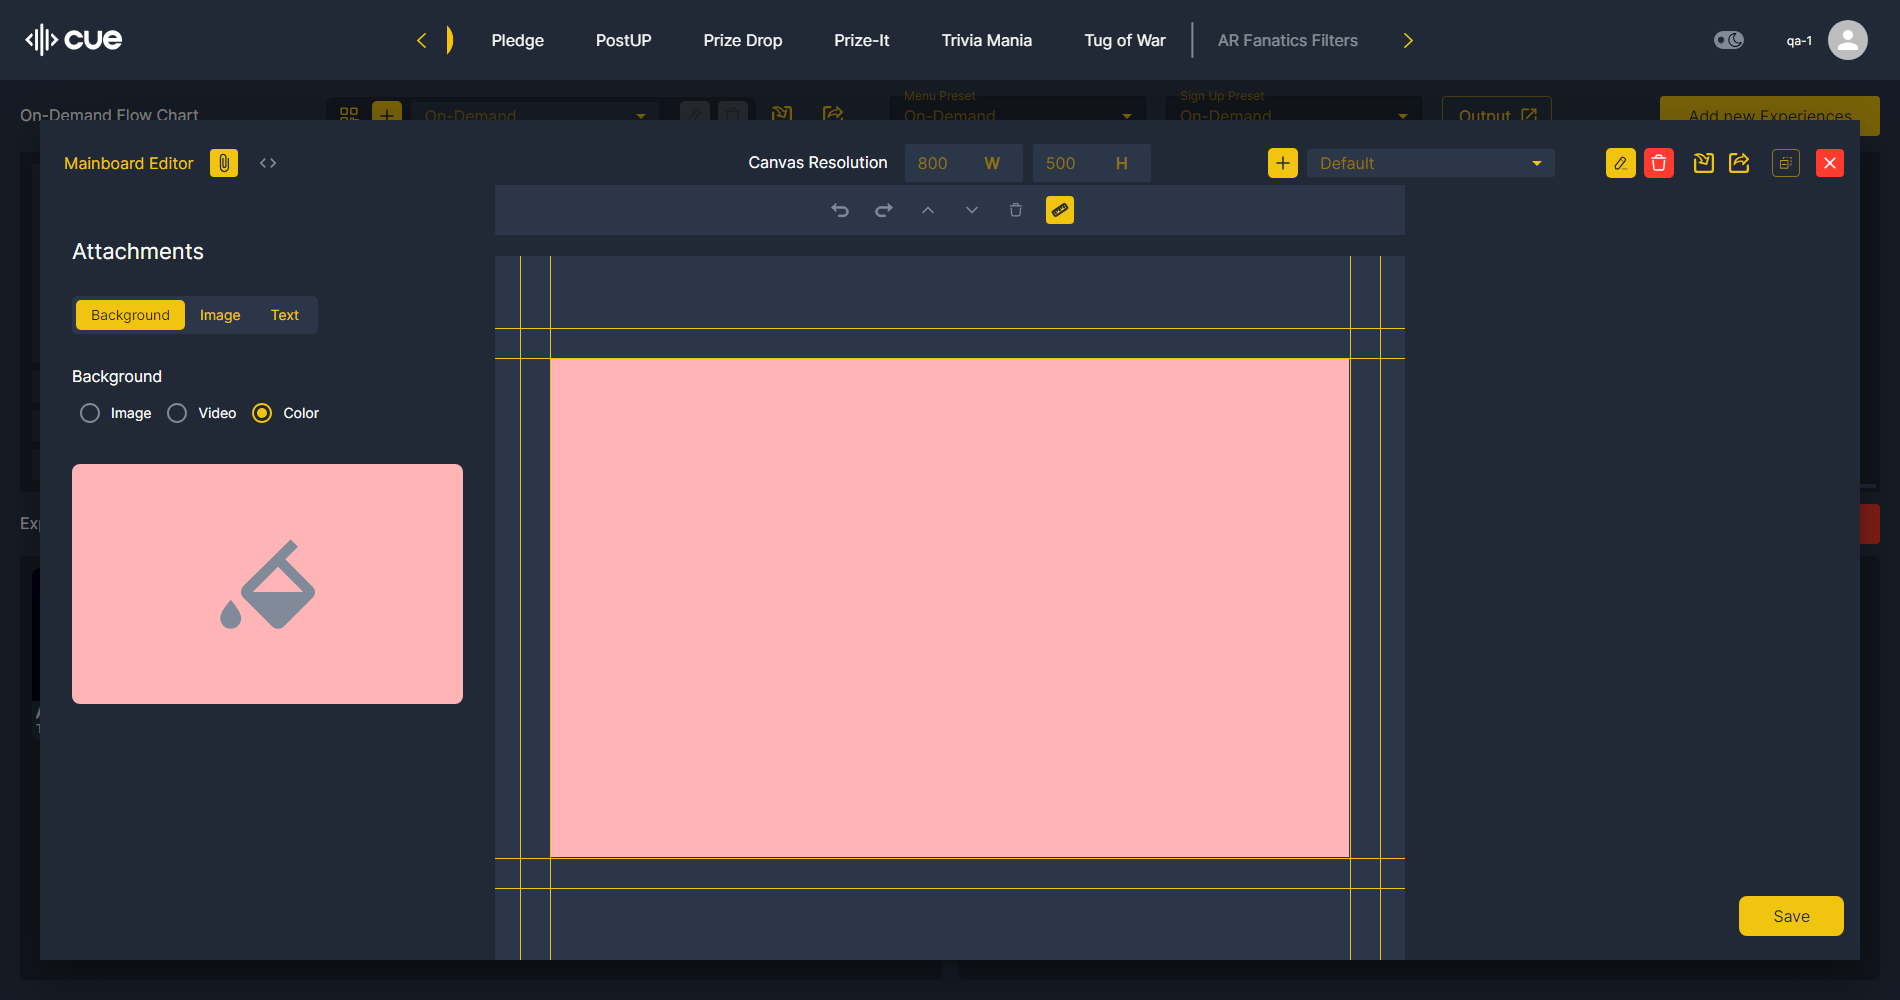 cue
Pledge
PostUP
Prize Drop
Prize-It
Trivia Mania
Tug of War
AR Fanatics Filters
qa-1
On-Demand Flow Chart
On-Demand
Menu Preset
On-Demand
Sign Up Preset
On-Demand
Output
Add new Experiences
Mainboard Editor
Canvas Resolution
800 W
500 H
Default
Attachments
Background
Image
Text
Background
Image
Video
Color
Save